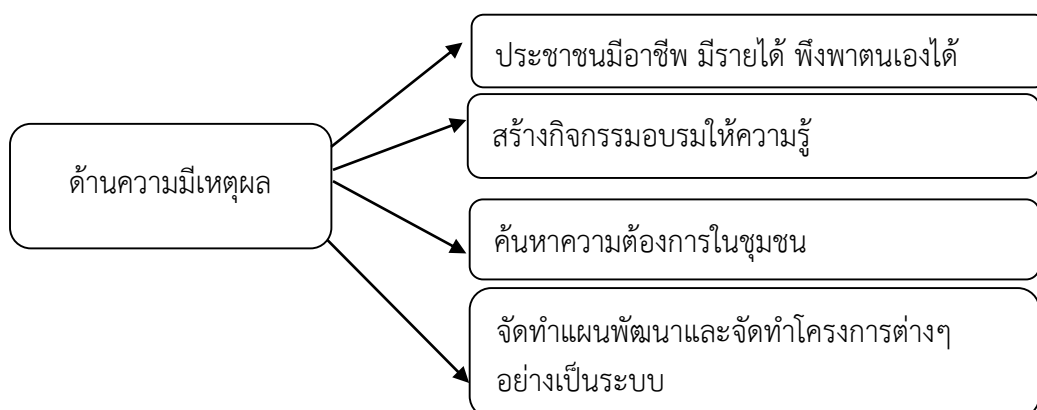 ประชาชนมีอาชีพ มีรายได้ พึงพาตนเองได้
สร้างกิจกรรมอบรมให้ความรู้
ด้านความมีเหตุผล
ค้นหาความต้องการในชุมชน
จัดทำแผนพัฒนาและจัดทำโครงการต่างๆ
อย่างเป็นระบบ